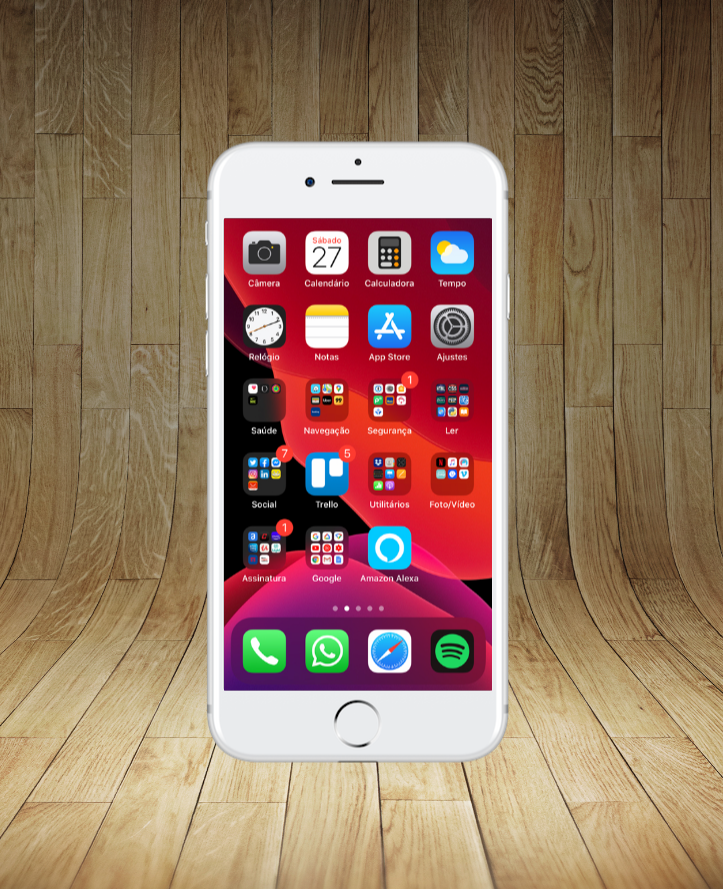 Sábado
27
Câmera Calendário Calculadora Tempo
Relógio Notas App Store Ajustes
1
Saúde Navegação Segurança Ler
7 5
Social Trello Utilitários Foto/Vídeo
1
Assinatura Google Amazon Alexa